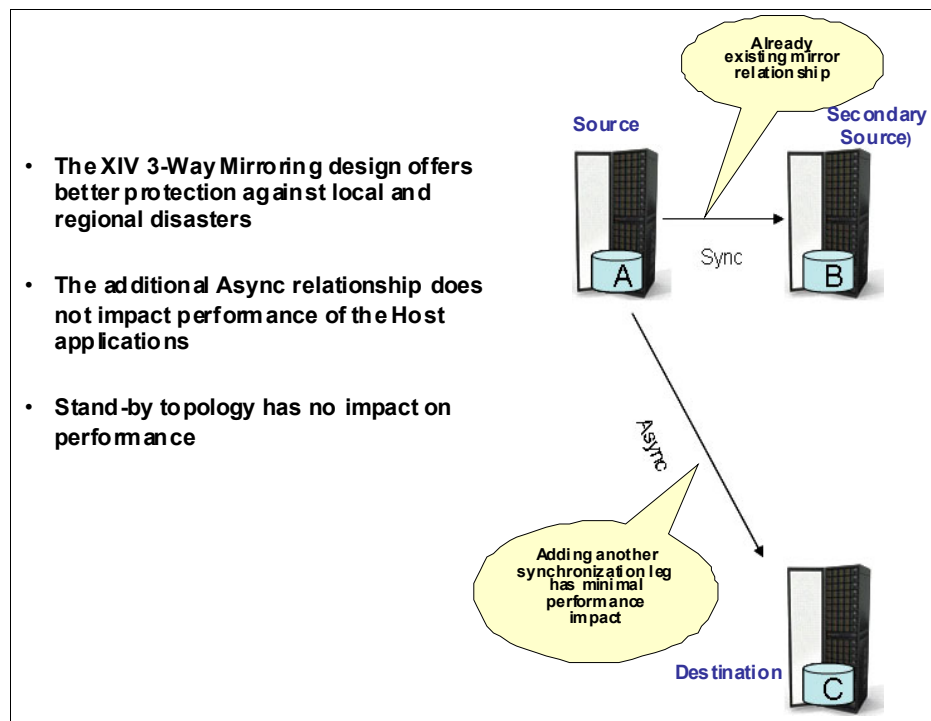 • The XIV 3-Way Mirroring design offers
better protection against local and
regional disasters
• The additional Async relationship does
not impact performance of the Host
applications
• Stand-by topology has no impact on
performance
Already
existing mirror
relationship
Source
Secondary
Source)
A
Sync
B
Async
Adding another
synchronization leg
has minimal
performance
impact
Destination
C